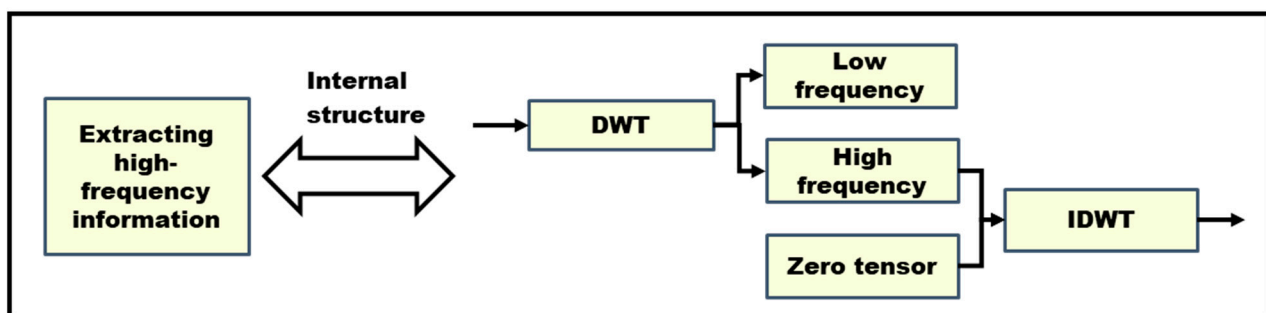 Extracting
high-
frequency
information
Internal
structure
DWT
Low
frequency
High
frequency
Zero tensor
IDWT